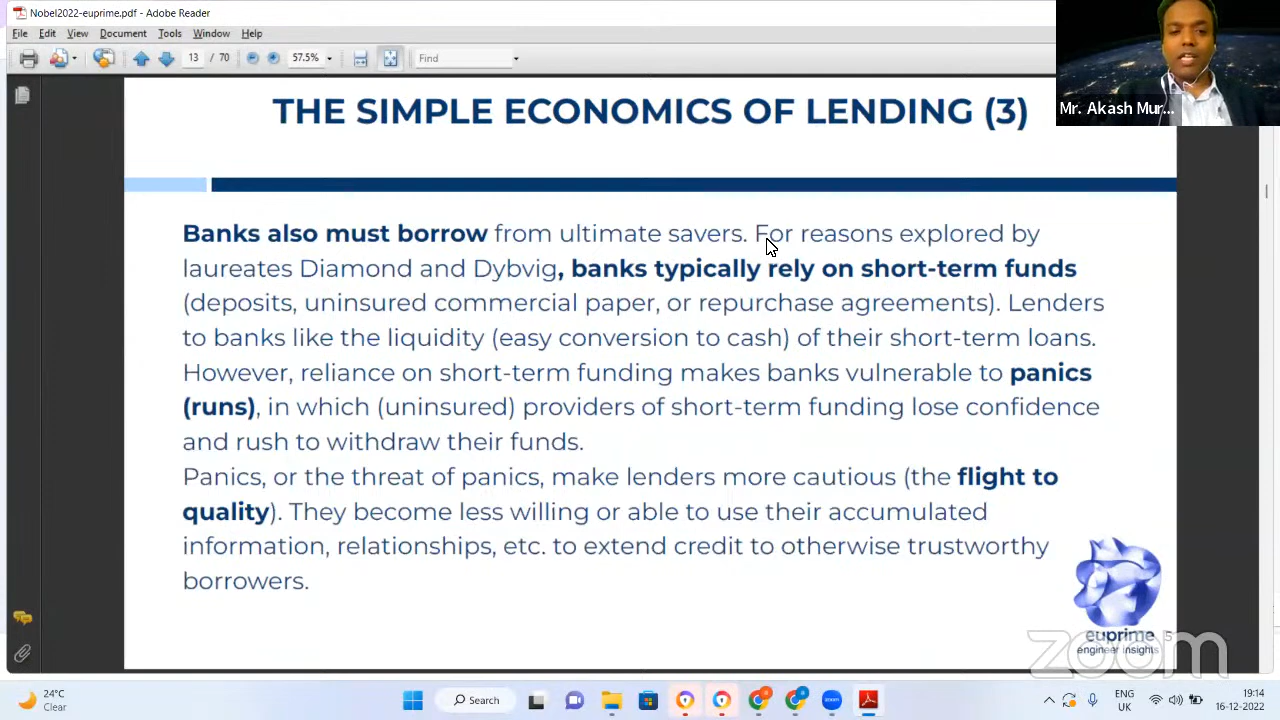 Nobel2022-euprime.pdf - Adobe Reader
File Edit View Document Tools Window Help
13 / 70 57.5% Find
Mr. Akash Mur...
THE SIMPLE ECONOMICS OF LENDING (3)
Banks also must borrow from ultimate savers. For reasons explored by
laureates Diamond and Dybvig, banks typically rely on short-term funds
(deposits, uninsured commercial paper, or repurchase agreements). Lenders
to banks like the liquidity (easy conversion to cash) of their short-term loans.
However, reliance on short-term funding makes banks vulnerable to panics
(runs), in which (uninsured) providers of short-term funding lose confidence
and rush to withdraw their funds.
Panics, or the threat of panics, make lenders more cautious (the flight to
quality). They become less willing or able to use their accumulated
information, relationships, etc. to extend credit to otherwise trustworthy
borrowers.
euprime
engineer insights
zoom
24°C
Clear
Search
ENG
UK
19:14
16-12-2022